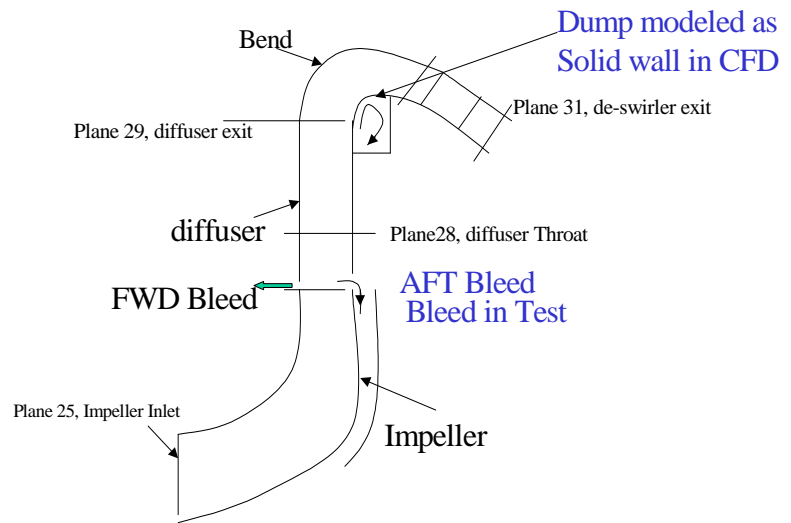 Bend
Dump modeled as
Solid wall in CFD
Plane 31, de-swirler exit
Plane 29, diffuser exit
diffuser
Plane28, diffuser Throat
FWD Bleed
AFT Bleed
Bleed in Test
Plane 25, Impeller Inlet
Impeller